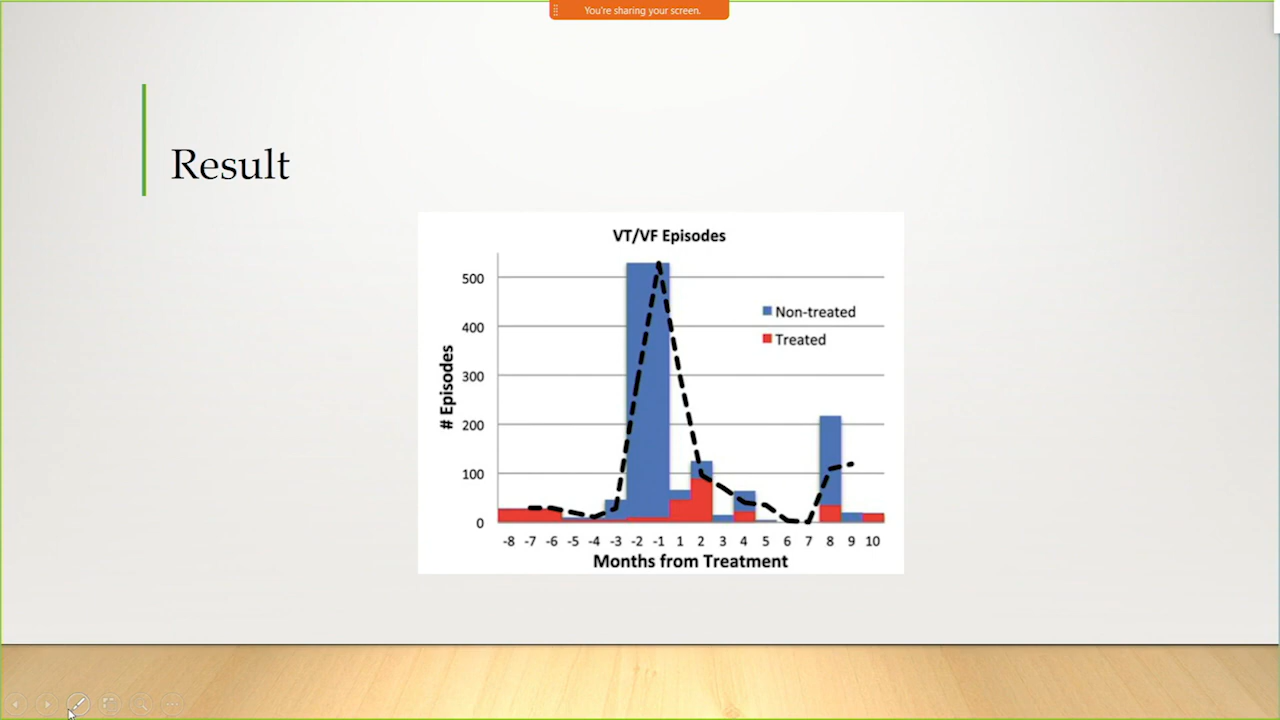 You're sharing your screen.
Result
VT/VF Episodes
500
400
300
200
100
0
# Episodes
Non-treated
Treated
-8 -7 -6 -5 -4 -3 -2 -1 1 2 3 4 5 6 7 8 9 10
Months from Treatment